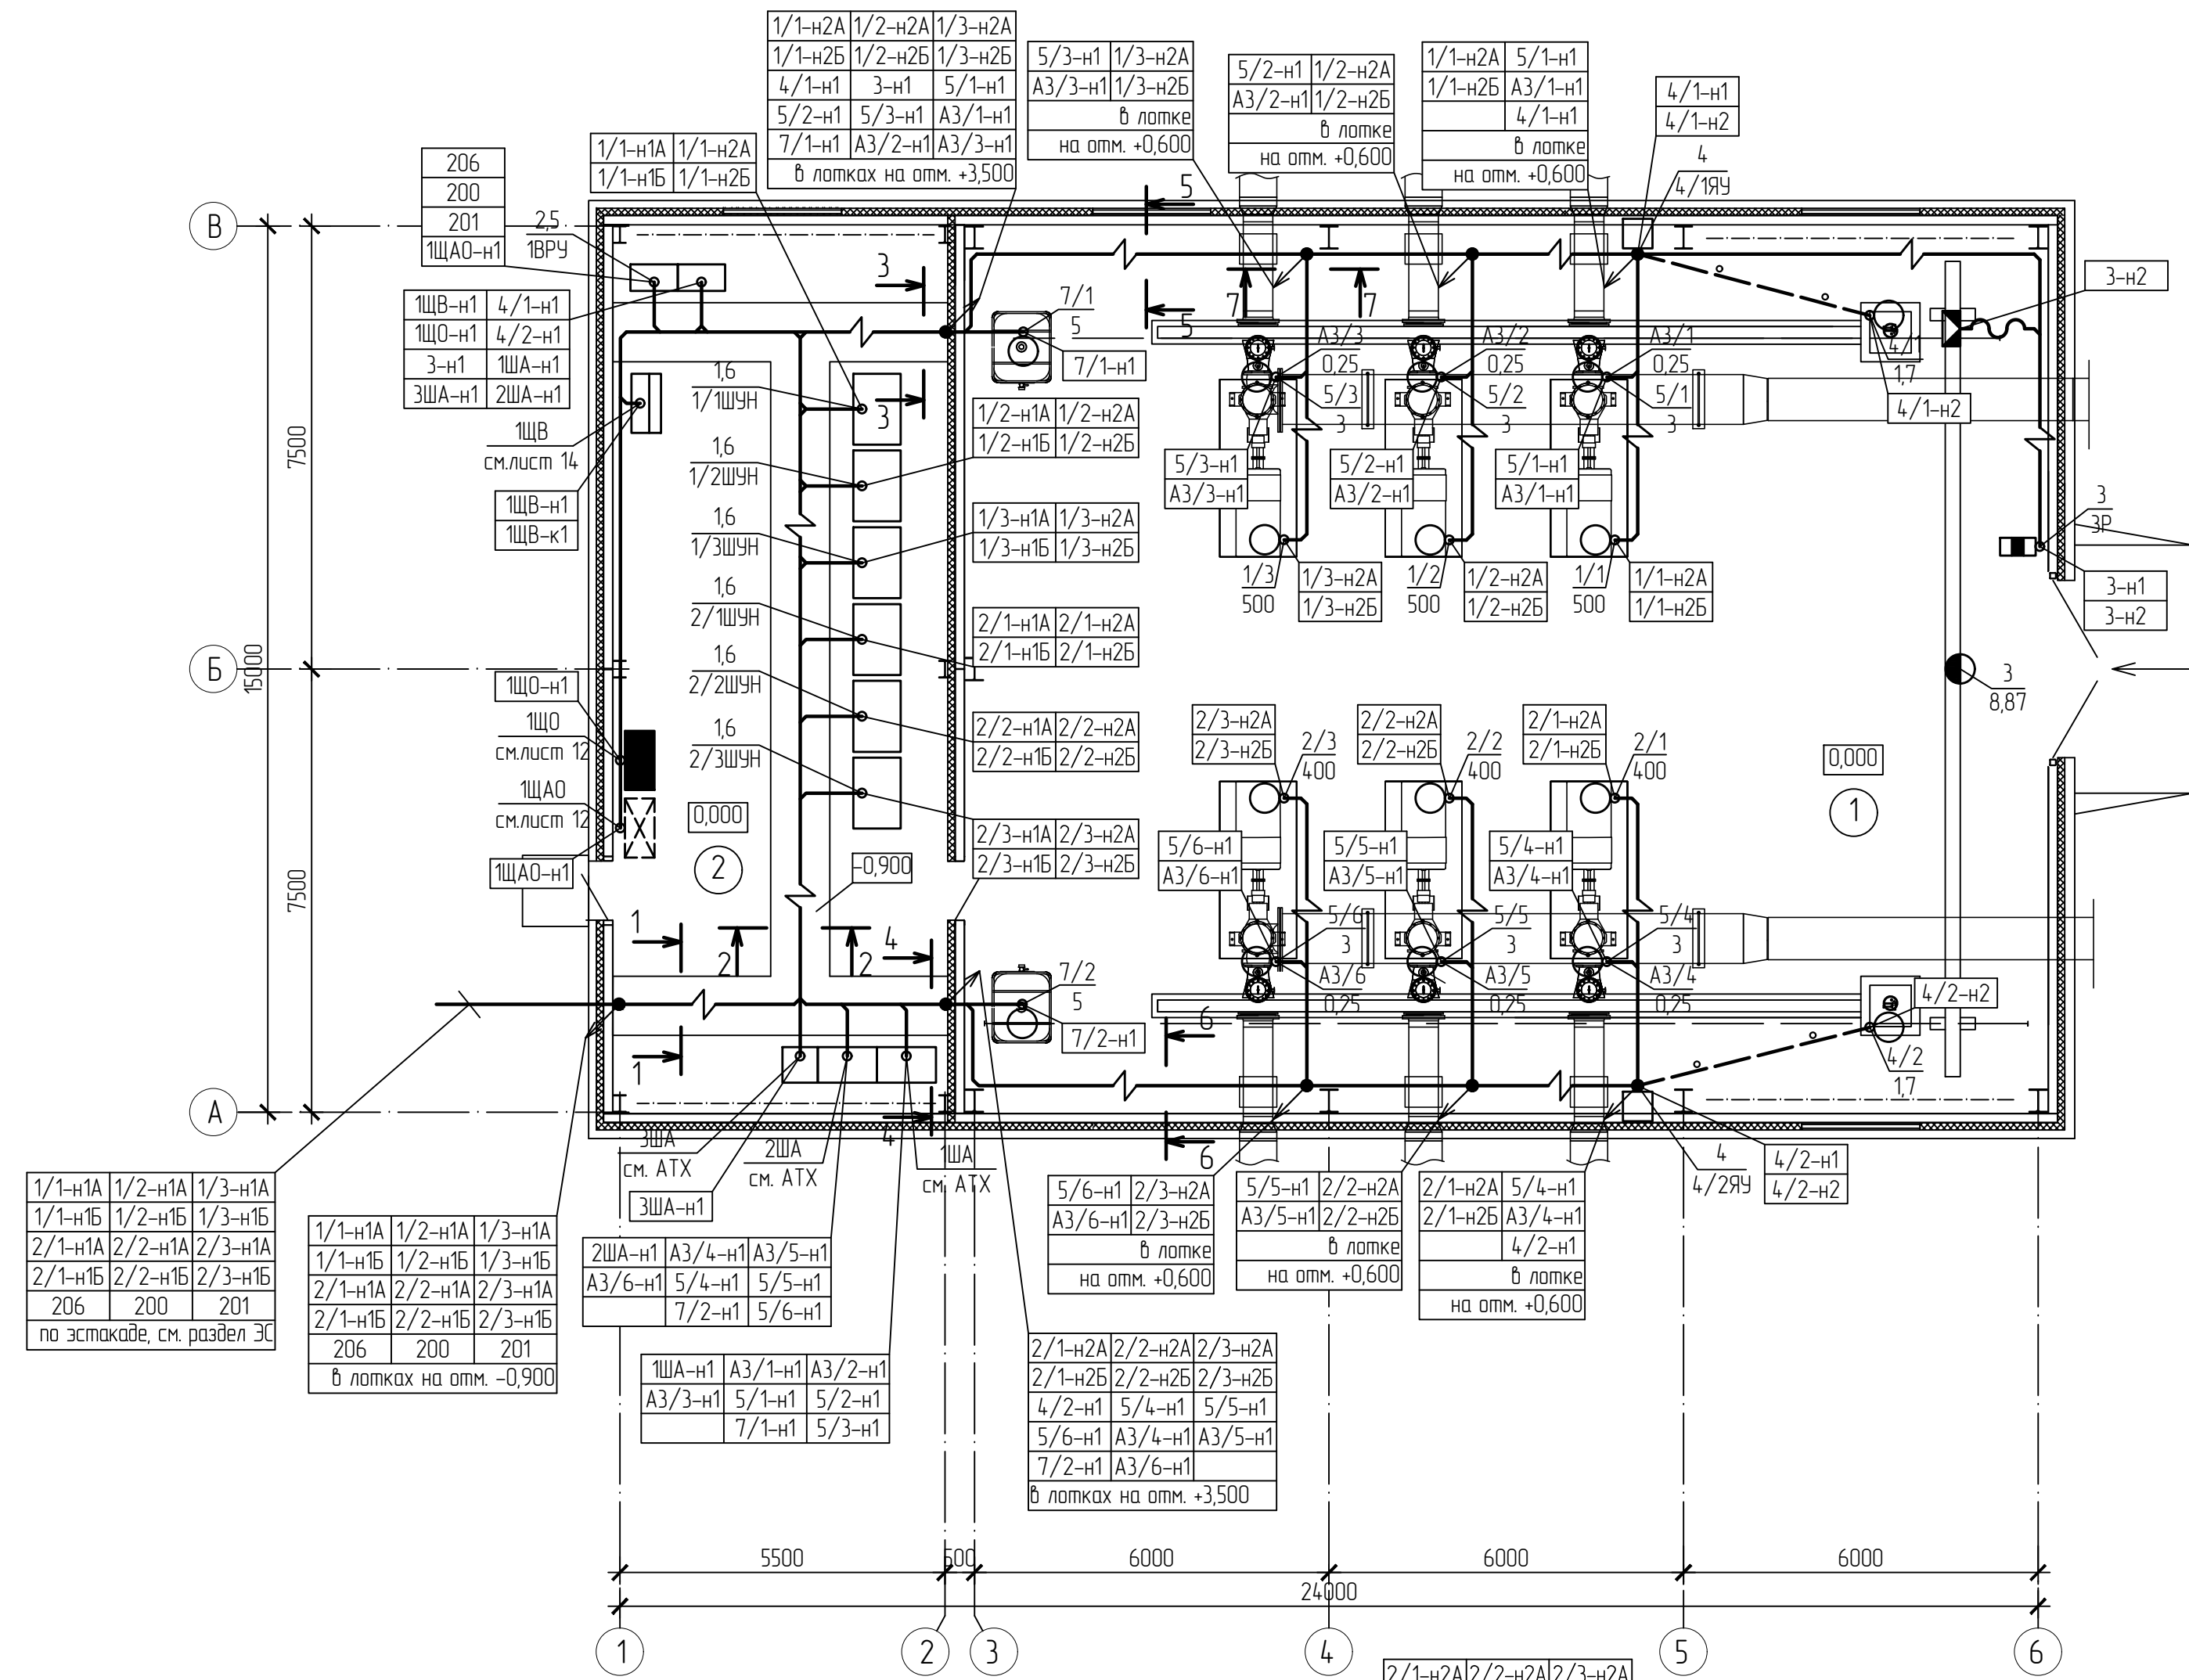 1/1-н2А 1/2-н2А 1/3-н2А
1/1-н2Б 1/2-н2Б 1/3-н2Б
4/1-н1 3-н1 5/1-н1
5/2-н1 5/3-н1 А3/1-н1
7/1-н1 А3/2-н1 А3/3-н1
в лотках на отм. +3,500
5/3-н1 1/3-н2А
А3/3-н1 1/3-н2Б
в лотке
на отм. +0,600
5/2-н1 1/2-н2А
А3/2-н1 1/2-н2Б
в лотке
на отм. +0,600
1/1-н2А 5/1-н1
1/1-н2Б А3/1-н1
4/1-н1
в лотке
на отм. +0,600
4/1-н1
4/1-н2
4
4/1ЯУ
1/1-н1А 1/1-н2А
1/1-н1Б 1/1-н2Б
206
200
201
1ЩАО-н1
2,5
1ВРУ
1ЩВ-н1 4/1-н1
1ЩО-н1 4/2-н1
3-н1 1ША-н1
3ША-н1 2ША-н1
В
3
3
5
5
7
7
7/1
5
7/1-н1
3-н2
4/1
1,7
4/1-н2
А3/3
0,25
5/3
3
А3/2
0,25
5/2
3
А3/1
0,25
5/1
3
1ЩВ
см.лист 14
1ЩВ-н1
1ЩВ-к1
1,6
1/1ШУН
1,6
1/2ШУН
1,6
1/3ШУН
1,6
2/1ШУН
1,6
2/2ШУН
1,6
2/3ШУН
1/2-н1А 1/2-н2А
1/2-н1Б 1/2-н2Б
1/3-н1А 1/3-н2А
1/3-н1Б 1/3-н2Б
2/1-н1А 2/1-н2А
2/1-н1Б 2/1-н2Б
2/2-н1А 2/2-н2А
2/2-н1Б 2/2-н2Б
2/3-н1А 2/3-н2А
2/3-н1Б 2/3-н2Б
5/3-н1
А3/3-н1
5/2-н1
А3/2-н1
5/1-н1
А3/1-н1
1/3
500
1/3-н2А
1/3-н2Б
1/2
500
1/2-н2А
1/2-н2Б
1/1
500
1/1-н2А
1/1-н2Б
3
3Р
3-н1
3-н2
7500
15000
7500
Б
3
8,87
1ЩО-н1
1ЩО
см.лист 12
1ЩАО
см.лист 12
1ЩАО-н1
0,000
2
-0,900
0,000
1
2/3-н2А
2/3-н2Б
2/3
400
2/2-н2А
2/2-н2Б
2/2
400
2/1-н2А
2/1-н2Б
2/1
400
5/6-н1
А3/6-н1
5/5-н1
А3/5-н1
5/4-н1
А3/4-н1
5/6
3
А3/6
0,25
5/5
3
А3/5
0,25
5/4
3
А3/4
0,25
1
1
2
2
4
4
6
6
7/2
5
7/2-н1
4/2-н2
4/2
1,7
А
3ША
см. АТХ
2ША
см. АТХ
1ША
см. АТХ
3ША-н1
4
4/2ЯУ
4/2-н1
4/2-н2
1/1-н1А 1/2-н1А 1/3-н1А
1/1-н1Б 1/2-н1Б 1/3-н1Б
2/1-н1А 2/2-н1А 2/3-н1А
2/1-н1Б 2/2-н1Б 2/3-н1Б
206 200 201
по эстакаде, см. раздел ЭС
1/1-н1А 1/2-н1А 1/3-н1А
1/1-н1Б 1/2-н1Б 1/3-н1Б
2/1-н1А 2/2-н1А 2/3-н1А
2/1-н1Б 2/2-н1Б 2/3-н1Б
206 200 201
в лотках на отм. -0,900
2ША-н1 А3/4-н1 А3/5-н1
А3/6-н1 5/4-н1 5/5-н1
7/2-н1 5/6-н1
1ША-н1 А3/1-н1 А3/2-н1
А3/3-н1 5/1-н1 5/2-н1
7/1-н1 5/3-н1
5/6-н1 2/3-н2А
А3/6-н1 2/3-н2Б
в лотке
на отм. +0,600
5/5-н1 2/2-н2А
А3/5-н1 2/2-н2Б
в лотке
на отм. +0,600
2/1-н2А 5/4-н1
2/1-н2Б А3/4-н1
4/2-н1
в лотке
на отм. +0,600
2/1-н2А 2/2-н2А 2/3-н2А
2/1-н2Б 2/2-н2Б 2/3-н2Б
4/2-н1 5/4-н1 5/5-н1
5/6-н1 А3/4-н1 А3/5-н1
7/2-н1 А3/6-н1
в лотках на отм. +3,500
5500 500 6000 6000 6000
24000
1 2 3 4 5 6
2/1-н2А 2/2-н2А 2/3-н2А